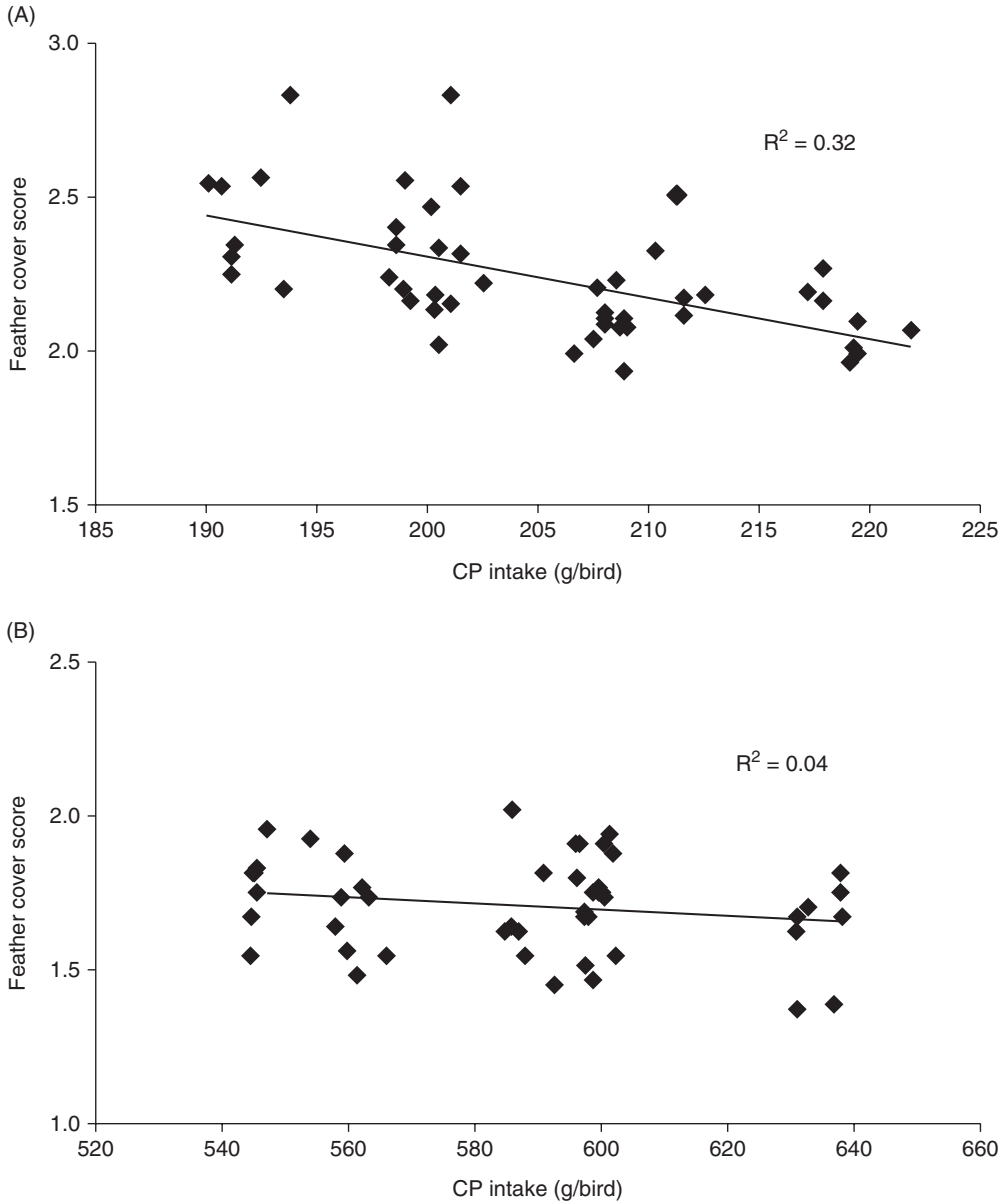 (A)
3.0
2.5
2.0
1.5
Feather cover score
R² = 0.32
185 190 195 200 205 210 215 220 225
CP intake (g/bird)
(B)
2.5
2.0
1.5
1.0
Feather cover score
R² = 0.04
520 540 560 580 600 620 640 660
CP intake (g/bird)